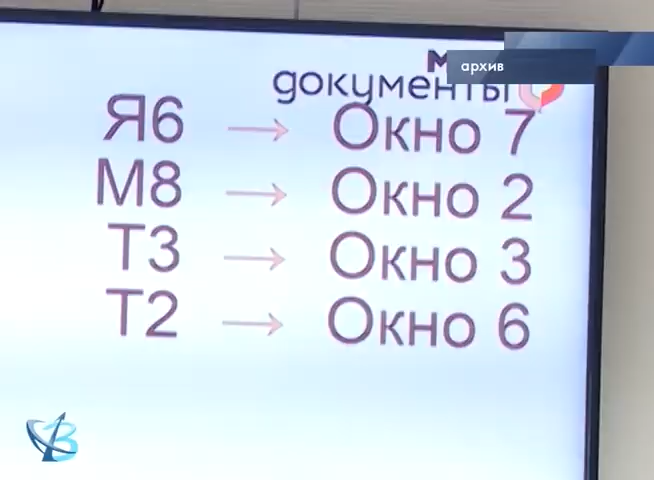 архив
документы
Я6 → Окно 7
М8 → Окно 2
Т3 → Окно 3
Т2 → Окно 6